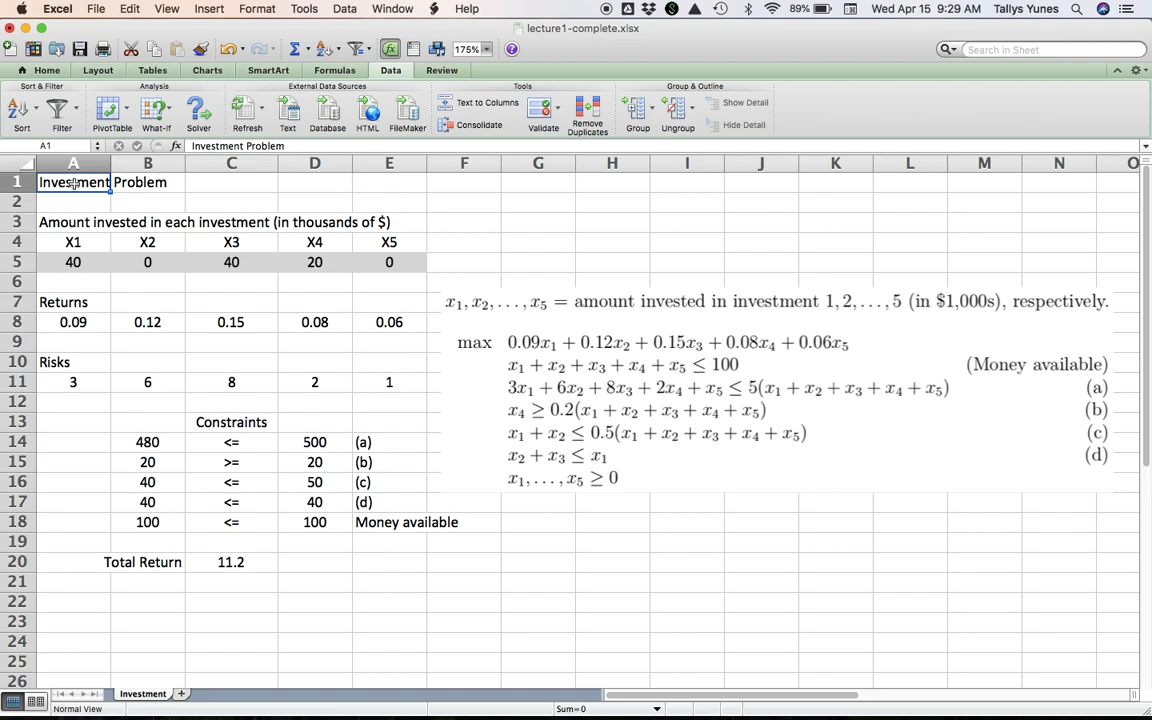 Excel File Edit View Insert Format Tools Data Window Help 89% Wed Apr 15 9:29 AM Tallys Yunes
lecture1-complete.xlsx
175% Search in Sheet
Home Layout Tables Charts SmartArt Formulas Data Review
Sort & Filter Analysis External Data Sources Tools Group & Outline
Text to Columns Show Detail
Consolidate Hide Detail
Sort Filter PivotTable What-If Solver Refresh Text Database HTML FileMaker Validate Remove Duplicates Group Ungroup
A1 fx Investment Problem
A B C D E F G H I J K L M N O
1 Investment Problem
2
3 Amount invested in each investment (in thousands of $)
4 X1 X2 X3 X4 X5
5 40 0 40 20 0
6
7 Returns
8 0.09 0.12 0.15 0.08 0.06
9
10 Risks
11 3 6 8 2 1
12
13 Constraints
14 480 <= 500 (a)
15 20 >= 20 (b)
16 40 <= 50 (c)
17 40 <= 40 (d)
18 100 <= 100 Money available
19
20 Total Return 11.2
21
22
23
24
25
26
x₁, x₂, . . . , x₅ = amount invested in investment 1, 2, . . . , 5 (in $1,000s), respectively.
max 0.09x₁ + 0.12x₂ + 0.15x₃ + 0.08x₄ + 0.06x₅
x₁ + x₂ + x₃ + x₄ + x₅ ≤ 100 (Money available)
3x₁ + 6x₂ + 8x₃ + 2x₄ + x₅ ≤ 5(x₁ + x₂ + x₃ + x₄ + x₅) (a)
x₄ ≥ 0.2(x₁ + x₂ + x₃ + x₄ + x₅) (b)
x₁ + x₂ ≤ 0.5(x₁ + x₂ + x₃ + x₄ + x₅) (c)
x₂ + x₃ ≤ x₁ (d)
x₁, . . . , x₅ ≥ 0
Investment
Normal View Sum=0